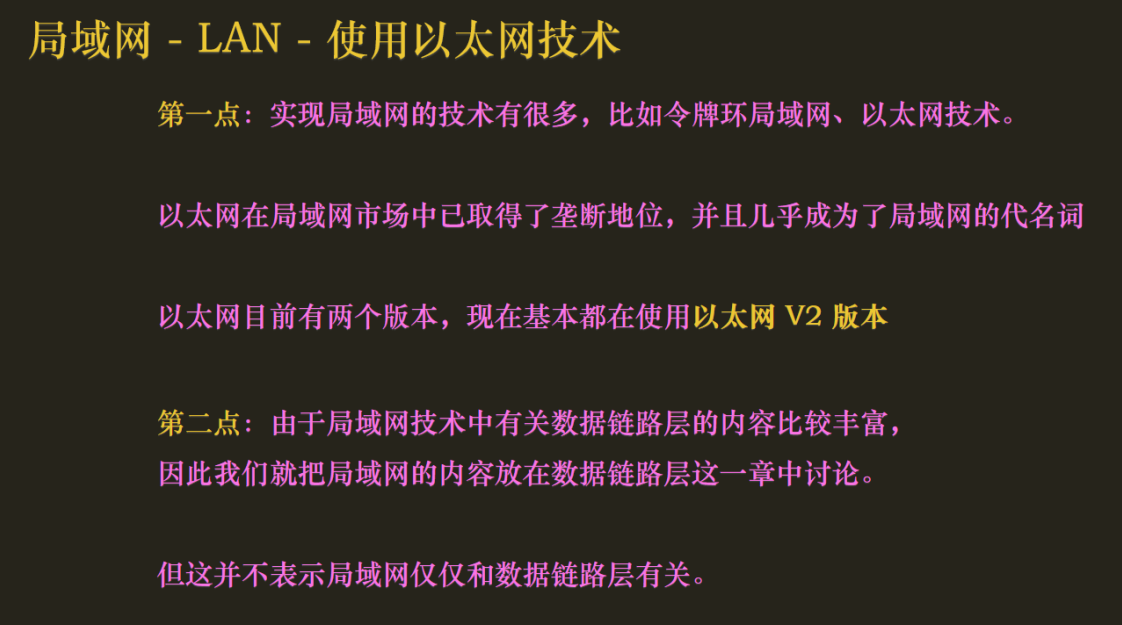 局域网 - LAN - 使用以太网技术
第一点：实现局域网的技术有很多，比如令牌环局域网、以太网技术。
以太网在局域网市场中已取得了垄断地位，并且几乎成为了局域网的代名词
以太网目前有两个版本，现在基本都在使用以太网 V2 版本
第二点：由于局域网技术中有关数据链路层的内容比较丰富，
因此我们就把局域网的内容放在数据链路层这一章中讨论。
但这并不表示局域网仅仅和数据链路层有关。